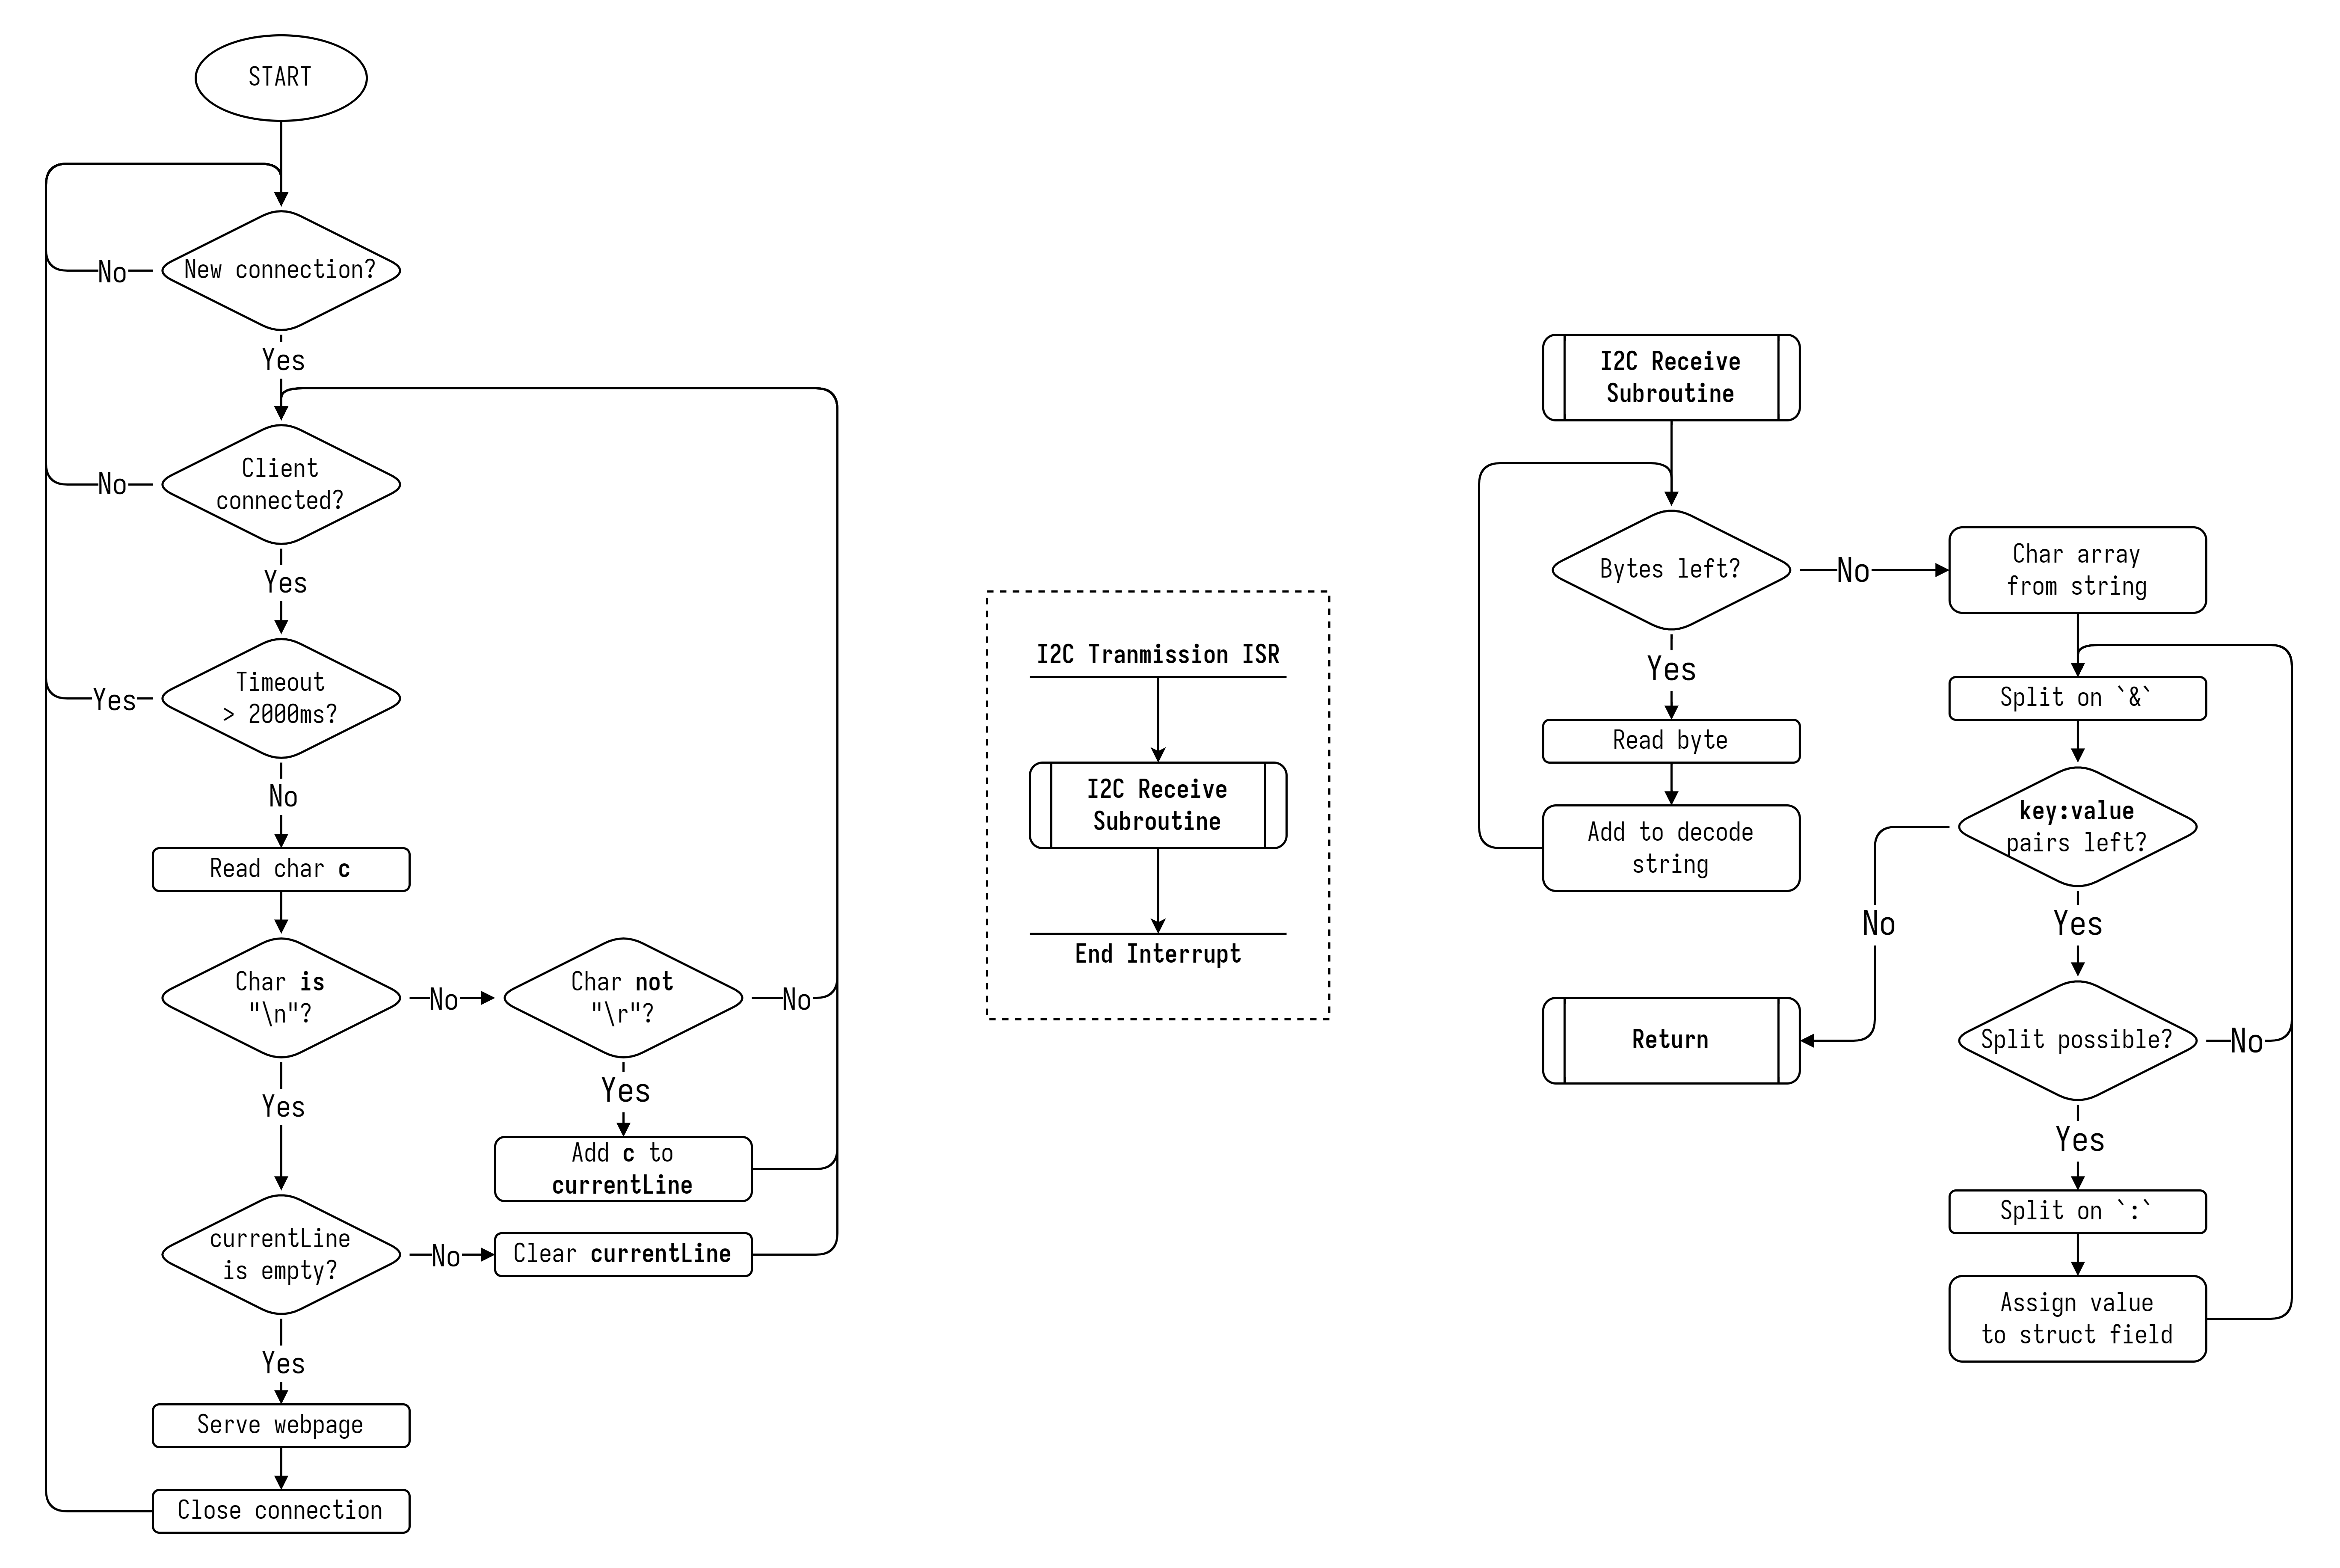 START
New connection?
No
Yes
Client
connected?
No
Yes
Timeout
> 2000ms?
Yes
No
Read char c
Char is
"\n"?
No
Char not
"\r"?
No
Yes
Yes
Add c to
currentLine
currentLine
is empty?
No
Clear currentLine
Yes
Serve webpage
Close connection
I2C Tranmission ISR
I2C Receive
Subroutine
End Interrupt
I2C Receive
Subroutine
Bytes left?
No
Yes
Read byte
Add to decode
string
Char array
from string
Split on `&`
key:value
pairs left?
No
Yes
Return
Split possible?
No
Yes
Split on `:`
Assign value
to struct field